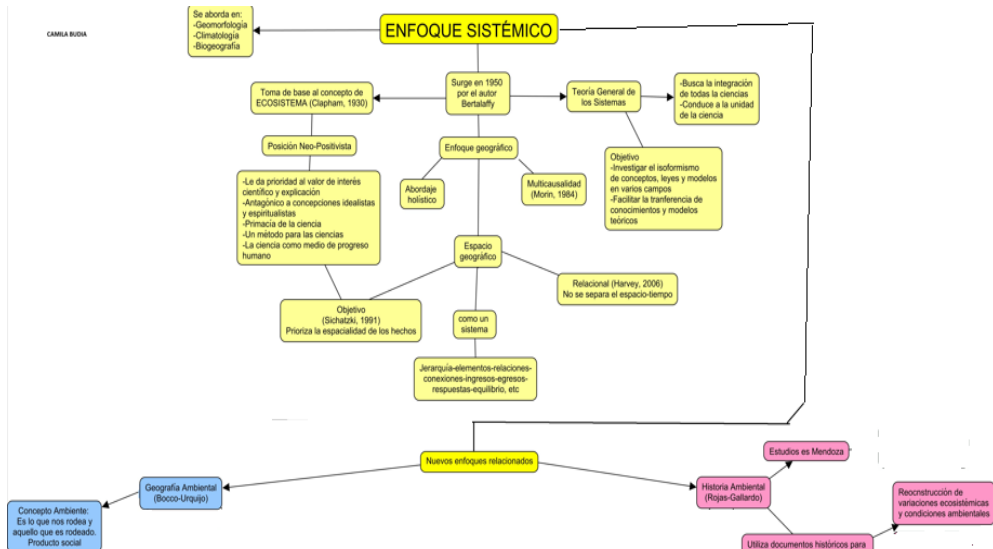 CAMILA BUDIA
Se aborda en:
-Geomorfología
-Climatología
-Biogeografía
ENFOQUE SISTÉMICO
Toma de base al concepto de
ECOSISTEMA (Clapham, 1930)
Surge en 1950
por el autor
Bertalaffy
Teoría General de
los Sistemas
-Busca la integración
de todas la ciencias
- Conduce a la unidad
de la ciencia
Posición Neo-Positivista
Enfoque geográfico
Objetivo
-Investigar el isoformismo
de conceptos, leyes y modelos
en varios campos
-Facilitar la tranferencia de
conocimientos y modelos
teóricos
-Le da prioridad al valor de interés
científico y explicación
-Antagónico a concepciones idealistas
y espiritualistas
-Primacía de la ciencia
-Un método para las ciencias
-La ciencia como medio de progreso
humano
Abordaje
holístico
Multicausalidad
(Morin, 1984)
Espacio
geográfico
Relacional (Harvey, 2006)
No se separa el espacio-tiempo
Objetivo
(Sichatzki, 1991)
Prioriza la espacialidad de los hechos
como un
sistema
Jerarquía-elementos-relaciones-
conexiones-ingresos-egresos-
respuestas-equilibrio, etc
Nuevos enfoques relacionados
Estudios es Mendoza
Geografía Ambiental
(Bocco-Urquijo)
Historia Ambiental
(Rojas-Gallardo)
Concepto Ambiente:
Es lo que nos rodea y
aquello que es rodeado.
Producto social
Reocnstrucción de
variaciones ecosistémicas
y condiciones ambientales
Utiliza documentos históricos para